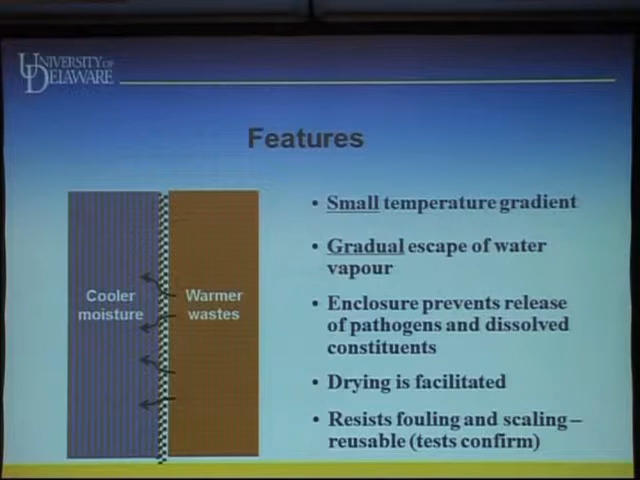 UNIVERSITY OF
DELAWARE
Features
Cooler
moisture
Warmer
wastes
• Small temperature gradient
• Gradual escape of water
vapour
• Enclosure prevents release
of pathogens and dissolved
constituents
• Drying is facilitated
• Resists fouling and scaling–
reusable (tests confirm)